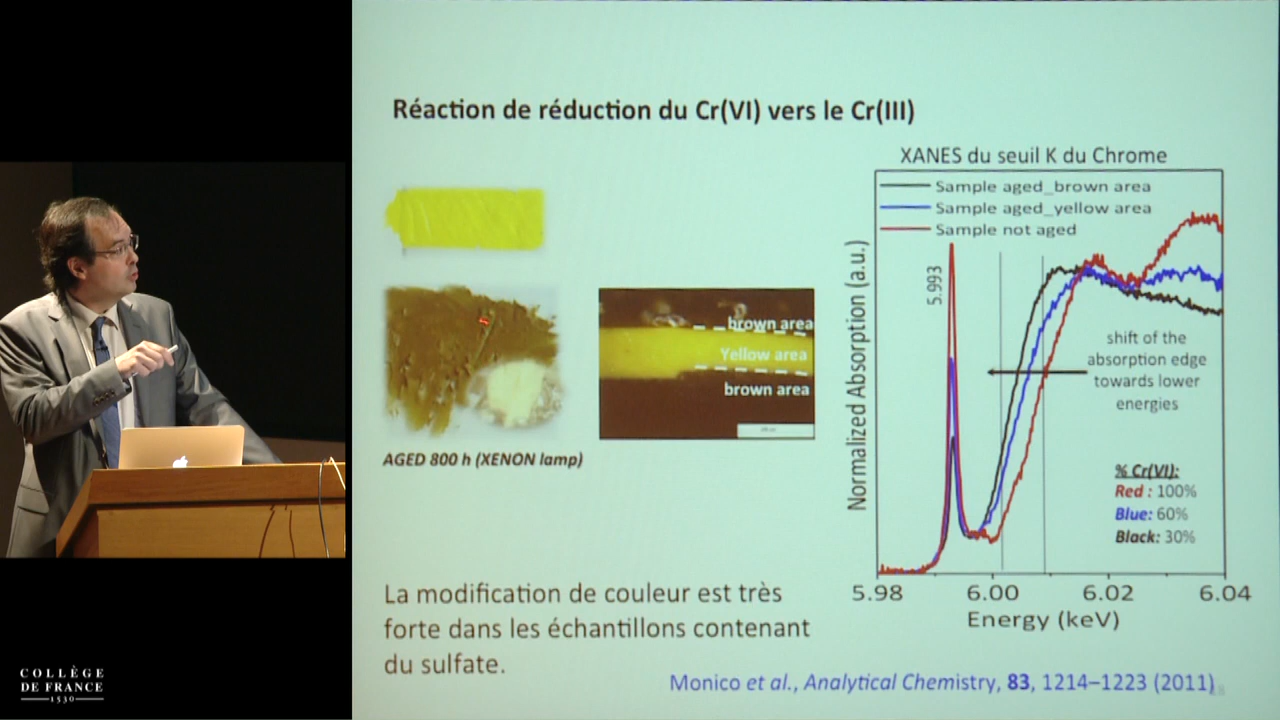 Réaction de réduction du Cr(VI) vers le Cr(III)
XANES du seuil K du Chrome
Sample aged_brown area
Sample aged_yellow area
Sample not aged
5.993
Normalized Absorption (a.u.)
shift of the
absorption edge
towards lower
energies
% Cr(VI):
Red : 100%
Blue: 60%
Black: 30%
5.98 6.00 6.02 6.04
Energy (keV)
brown area
Yellow area
brown area
AGED 800 h (XENON lamp)
La modification de couleur est très
forte dans les échantillons contenant
du sulfate.
Monico et al., Analytical Chemistry, 83, 1214–1223 (2011)
COLLÈGE
DE FRANCE
1530